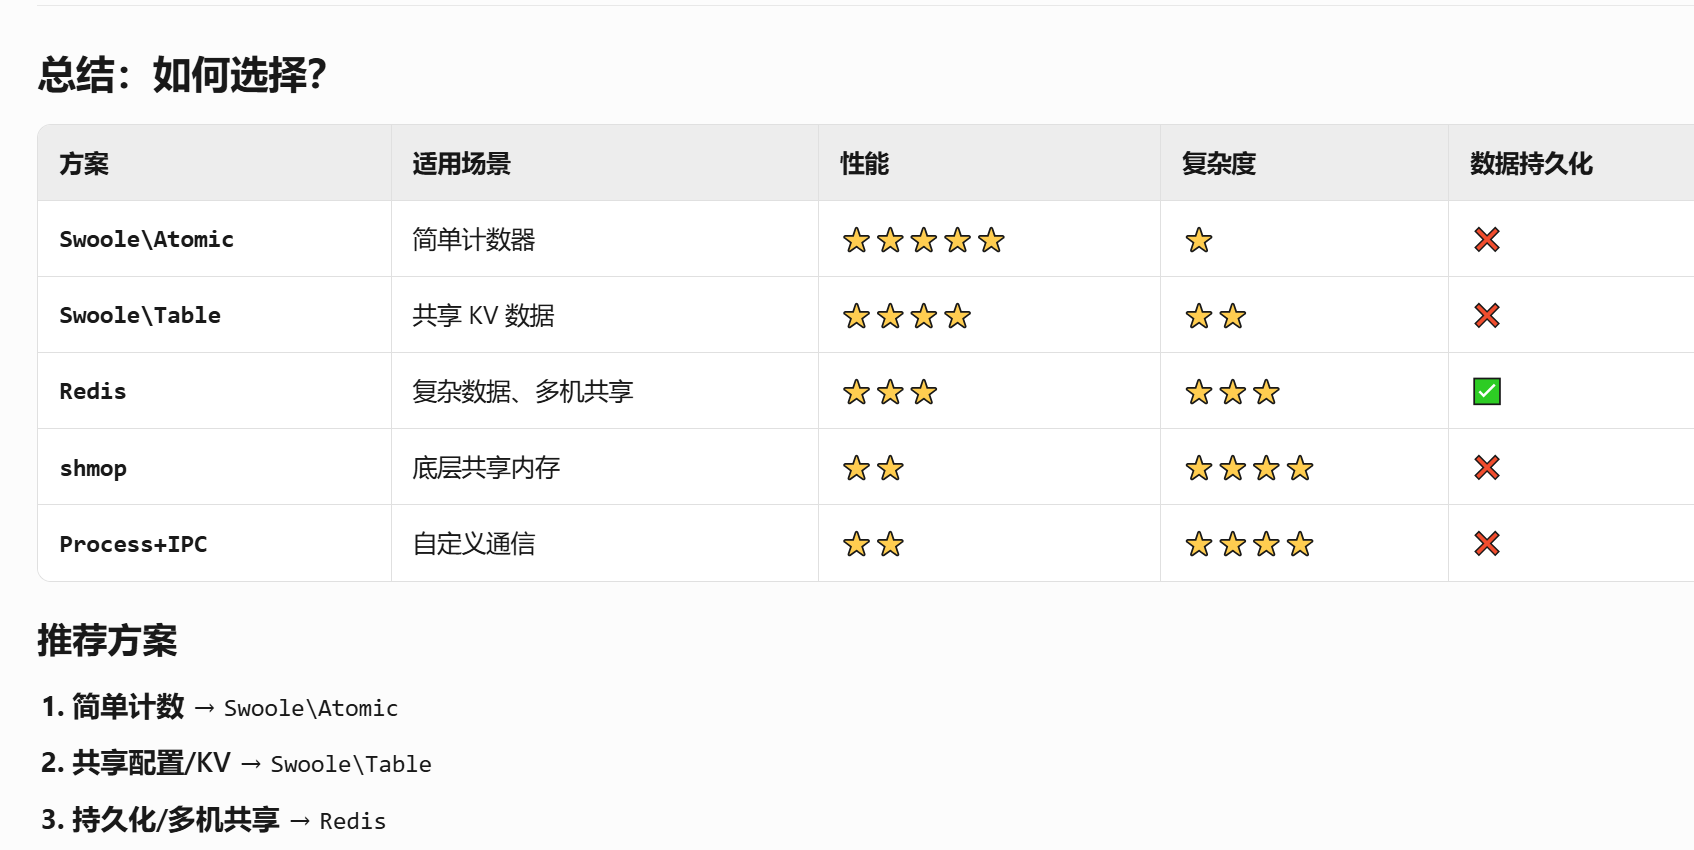 总结：如何选择？
方案 适用场景 性能 复杂度 数据持久化
Swoole\Atomic 简单计数器 ⭐⭐⭐⭐⭐ ⭐ ❌
Swoole\Table 共享 KV 数据 ⭐⭐⭐⭐ ⭐⭐ ❌
Redis 复杂数据、多机共享 ⭐⭐⭐ ⭐⭐⭐ ✅
shmop 底层共享内存 ⭐⭐ ⭐⭐⭐⭐ ❌
Process+IPC 自定义通信 ⭐⭐ ⭐⭐⭐⭐ ❌
推荐方案
1. 简单计数 → Swoole\Atomic
2. 共享配置/KV → Swoole\Table
3. 持久化/多机共享 → Redis